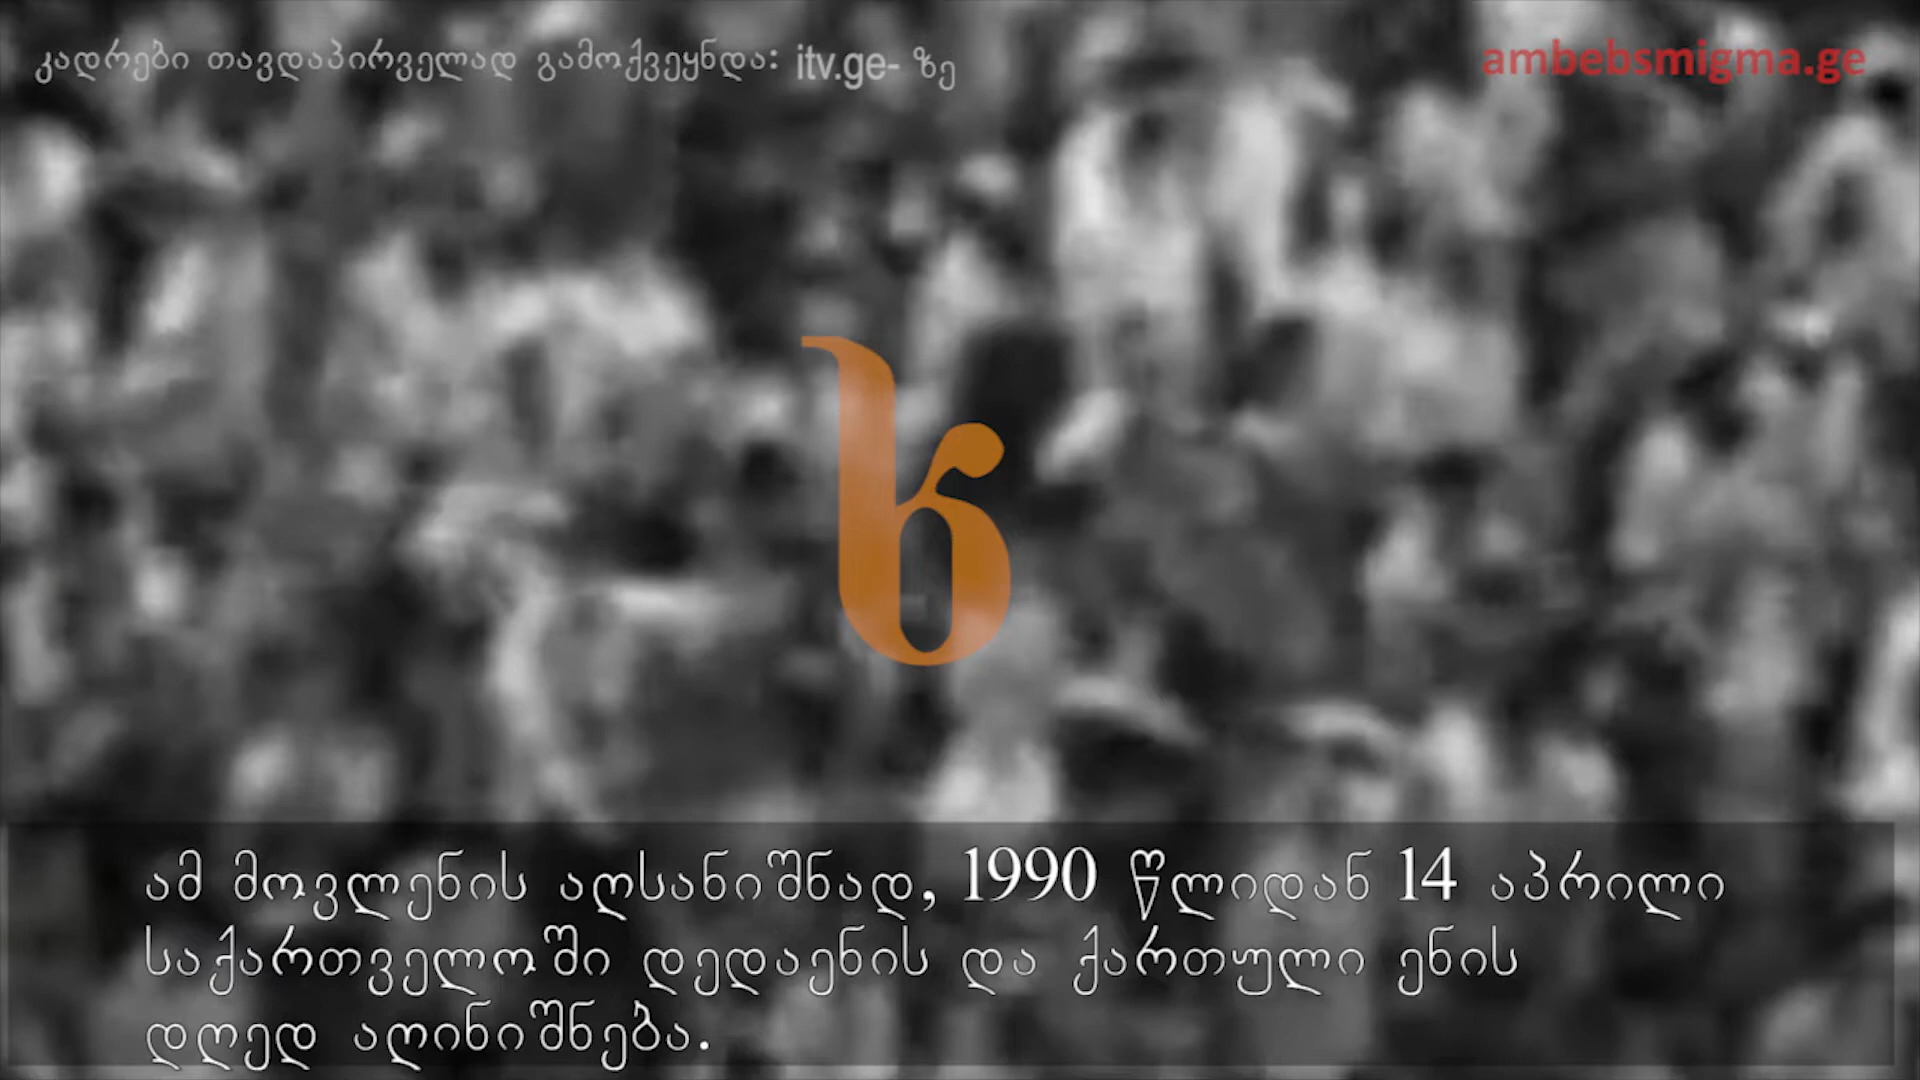 კადრები თავდაპირველად გამოქვეყნდა: itv.ge- ზე
ambebsmigma.ge
ს
ამ მოვლენის აღსანიშნად, 1990 წლიდან 14 აპრილი
საქართველოში დედაენის და ქართული ენის
დღედ აღინიშნება.